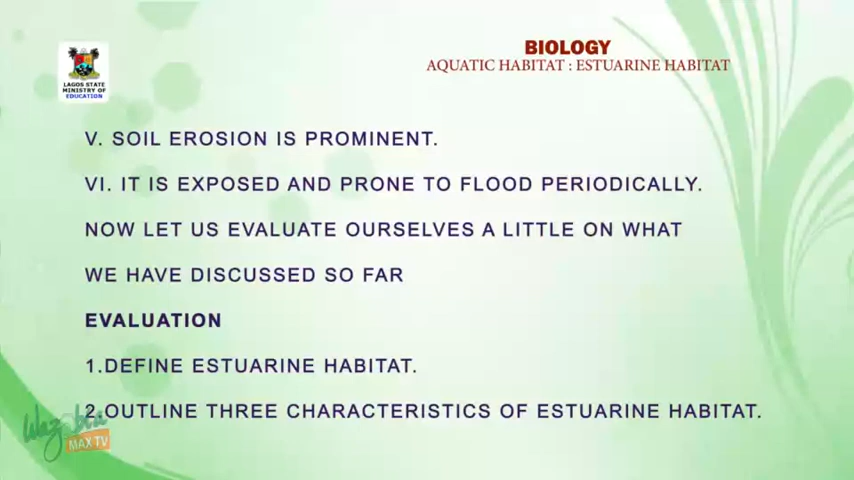 BIOLOGY
AQUATIC HABITAT : ESTUARINE HABITAT
LAGOS STATE
MINISTRY OF
EDUCATION
V. SOIL EROSION IS PROMINENT.
VI. IT IS EXPOSED AND PRONE TO FLOOD PERIODICALLY.
NOW LET US EVALUATE OURSELVES A LITTLE ON WHAT
WE HAVE DISCUSSED SO FAR
EVALUATION
1.DEFINE ESTUARINE HABITAT.
2.OUTLINE THREE CHARACTERISTICS OF ESTUARINE HABITAT.
Wazobia
MAX TV